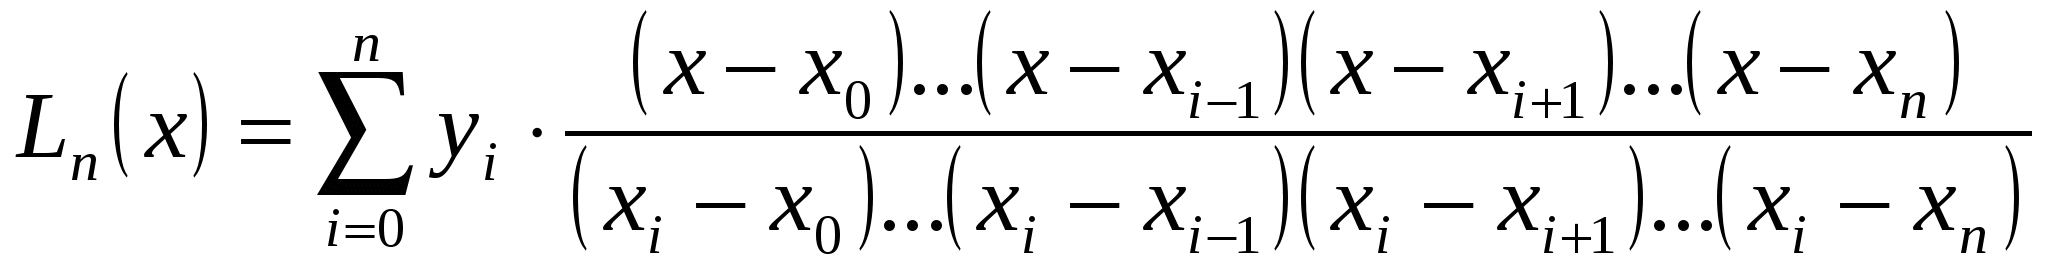 L_n(x) = \sum_{i=0}^{n} y_i \cdot \frac{(x - x_0)...(x - x_{i-1})(x - x_{i+1})...(x - x_n)}{(x_i - x_0)...(x_i - x_{i-1})(x_i - x_{i+1})...(x_i - x_n)}